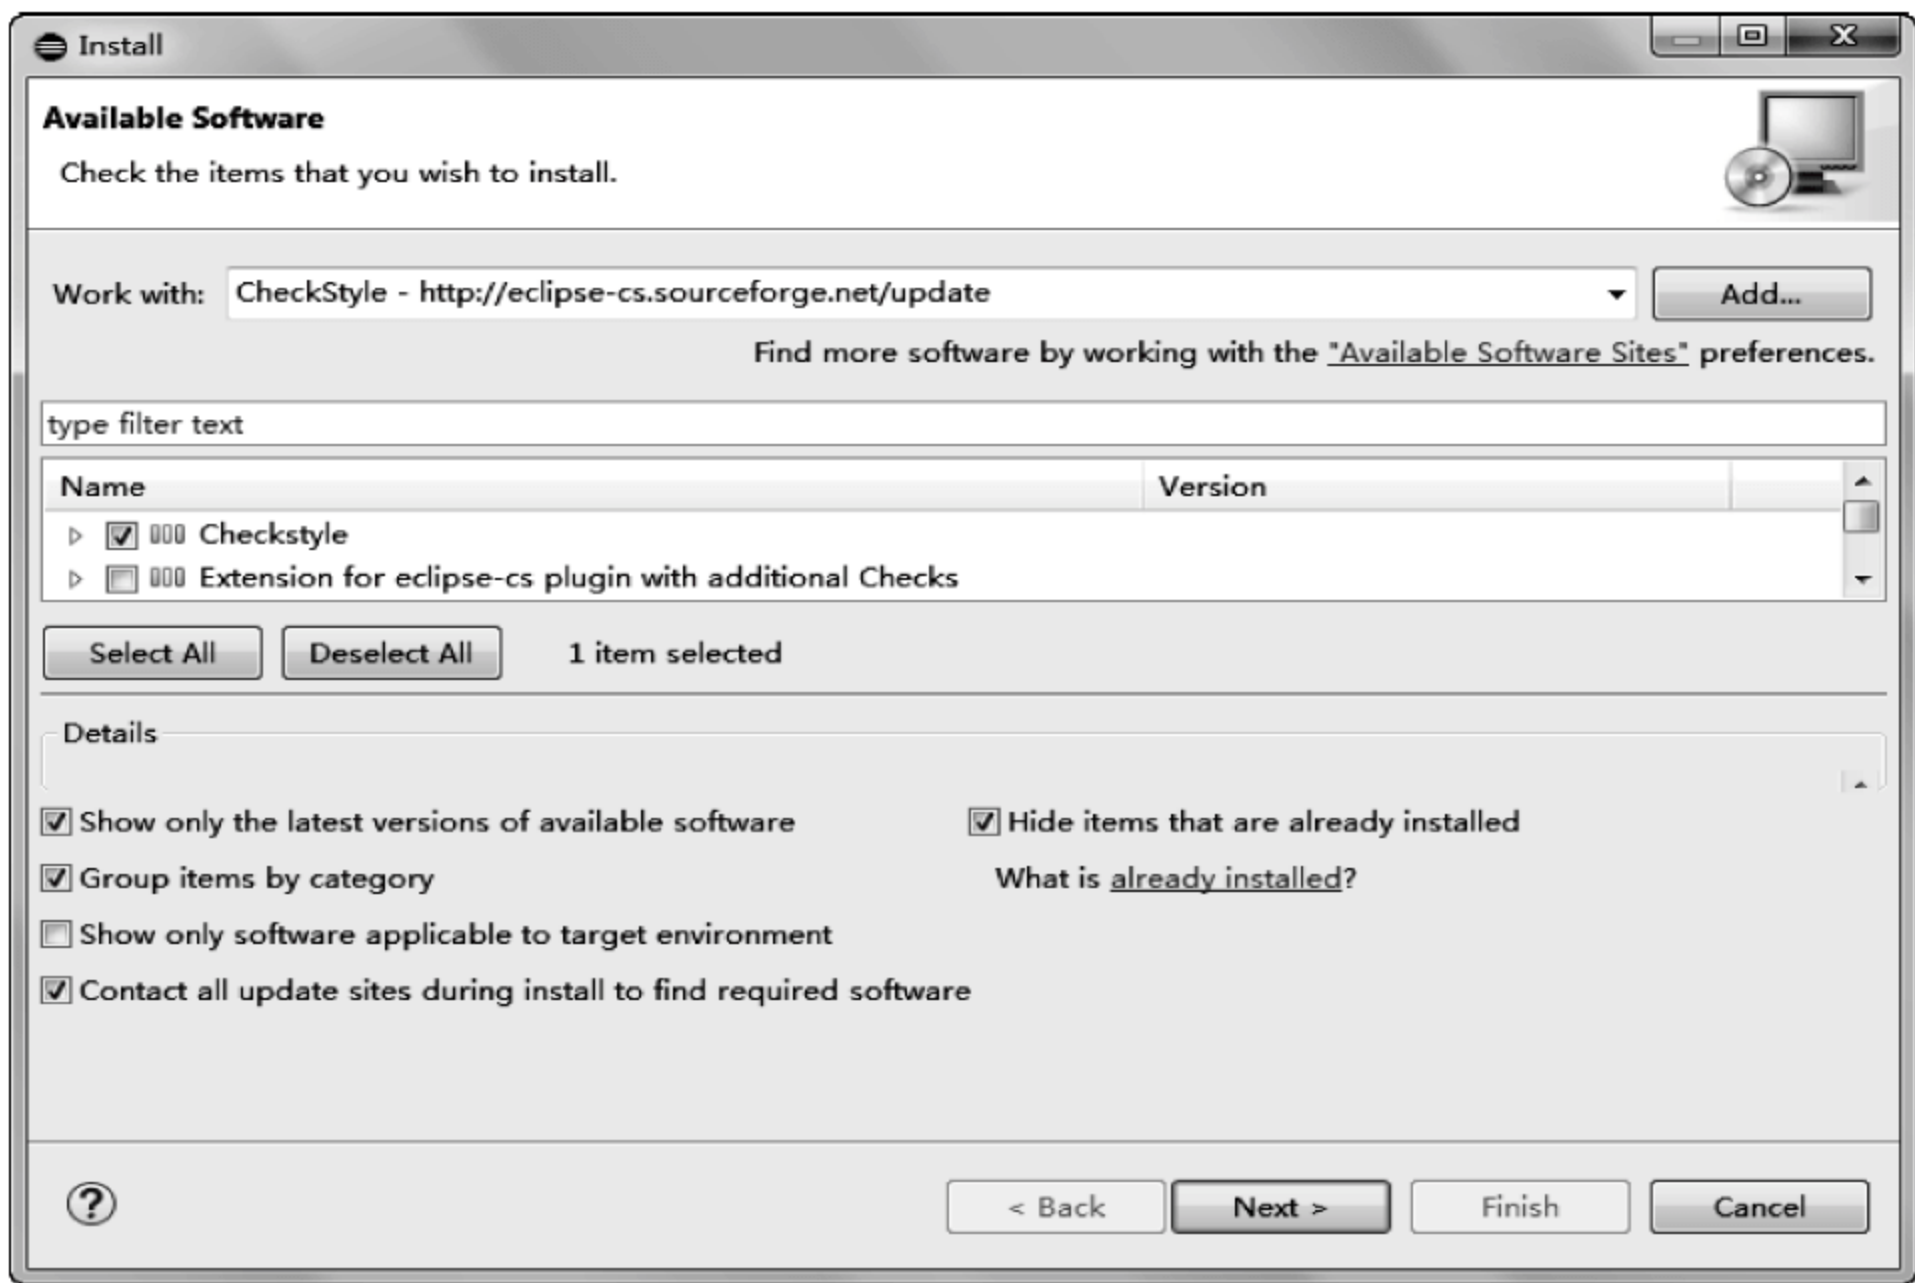 Install
Available Software
Check the items that you wish to install.
Work with: CheckStyle - http://eclipse-cs.sourceforge.net/update Add...
Find more software by working with the "Available Software Sites" preferences.
type filter text
Name Version
Checkstyle
Extension for eclipse-cs plugin with additional Checks
Select All Deselect All 1 item selected
Details
Show only the latest versions of available software Hide items that are already installed
Group items by category What is already installed?
Show only software applicable to target environment
Contact all update sites during install to find required software
? < Back Next > Finish Cancel